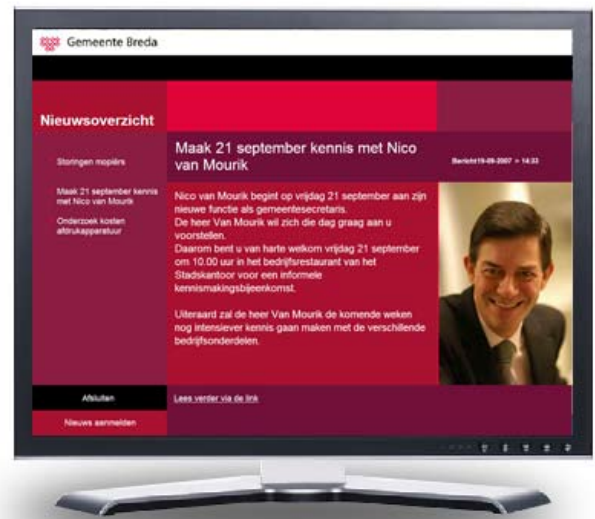 Gemeente Breda
Nieuwsoverzicht
Storingen mopiërs
Maak 21 september kennis
met Nico van Mourik
Onderzoek kosten
afdrukapparatuur
Afsluiten
Nieuws aanmelden
Maak 21 september kennis met Nico
van Mourik
Bericht19-09-2007 > 14:33
Nico van Mourik begint op vrijdag 21 september aan zijn
nieuwe functie als gemeentesecretaris.
De heer Van Mourik wil zich die dag graag aan u
voorstellen.
Daarom bent u van harte welkom vrijdag 21 september
om 10.00 uur in het bedrijfsrestaurant van het
Stadskantoor voor een informele
kennismakingsbijeenkomst.
Uiteraard zal de heer Van Mourik de komende weken
nog intensiever kennis gaan maken met de verschillende
bedrijfsonderdelen.
Lees verder via de link